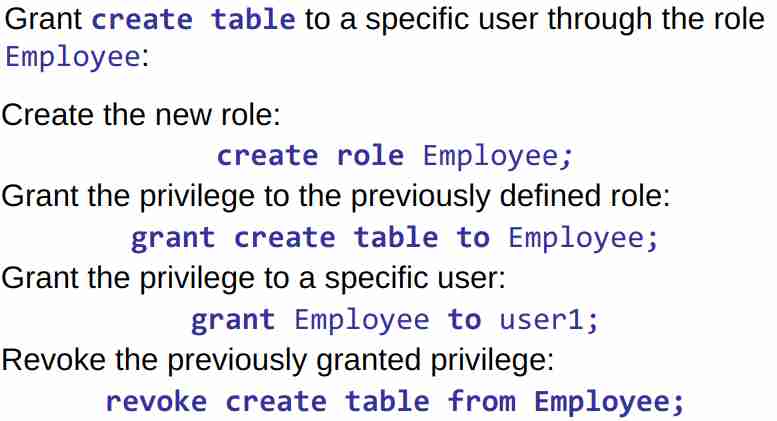 Grant create table to a specific user through the role
Employee:
Create the new role:
create role Employee;
Grant the privilege to the previously defined role:
grant create table to Employee;
Grant the privilege to a specific user:
grant Employee to user1;
Revoke the previously granted privilege:
revoke create table from Employee;